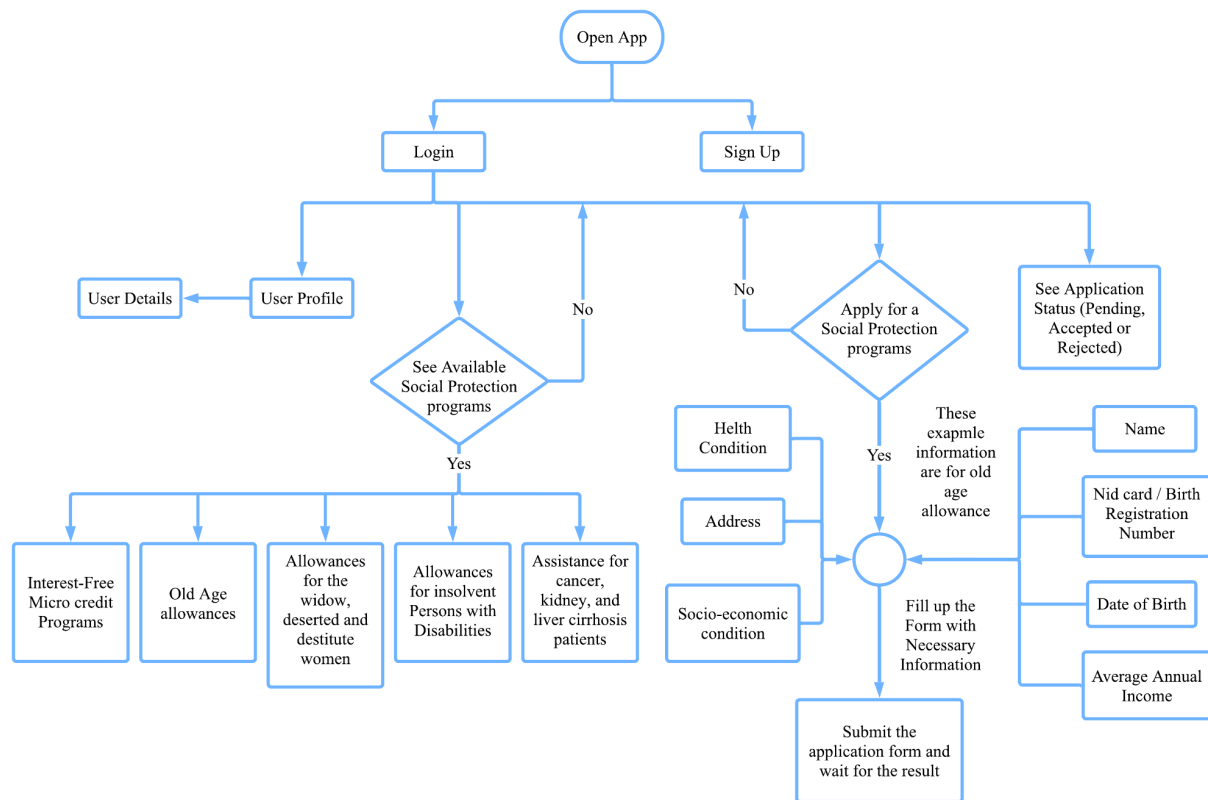 Open App
Login
Sign Up
User Details
User Profile
No
No
See Available
Social Protection
programs
Apply for a
Social Protection
programs
See Application
Status (Pending,
Accepted or
Rejected)
Yes
Yes
Interest-Free
Micro credit
Programs
Old Age
allowances
Allowances
for the
widow,
deserted and
destitute
women
Allowances
for insolvent
Persons with
Disabilities
Assistance for
cancer,
kidney, and
liver cirrhosis
patients
Helth
Condition
Address
Socio-economic
condition
These
exapmle
information
are for old
age
allowance
Name
Nid card / Birth
Registration
Number
Date of Birth
Average Annual
Income
Fill up the
Form with
Necessary
Information
Submit the
application form and
wait for the result